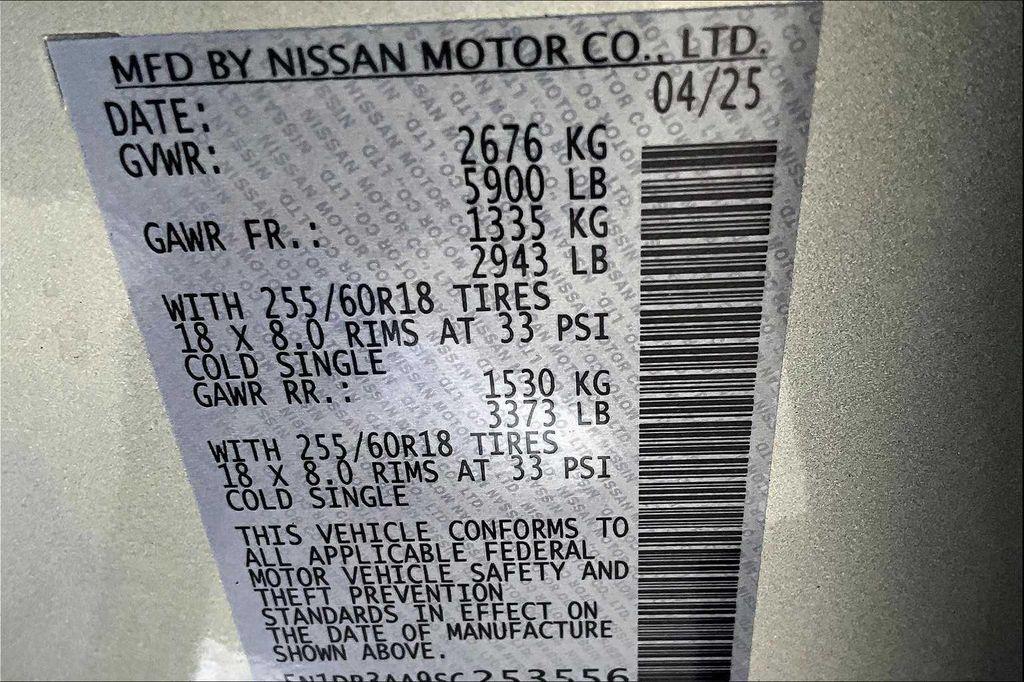 MFD BY NISSAN MOTOR CO., LTD.
DATE: 04/25
GVWR: 2676 KG
5900 LB
GAWR FR.: 1335 KG
2943 LB
WITH 255/60R18 TIRES
18 X 8.0 RIMS AT 33 PSI
COLD SINGLE
GAWR RR.: 1530 KG
3373 LB
WITH 255/60R18 TIRES
18 X 8.0 RIMS AT 33 PSI
COLD SINGLE
THIS VEHICLE CONFORMS TO
ALL APPLICABLE FEDERAL
MOTOR VEHICLE SAFETY AND
THEFT PREVENTION
STANDARDS IN EFFECT ON
THE DATE OF MANUFACTURE
SHOWN ABOVE.